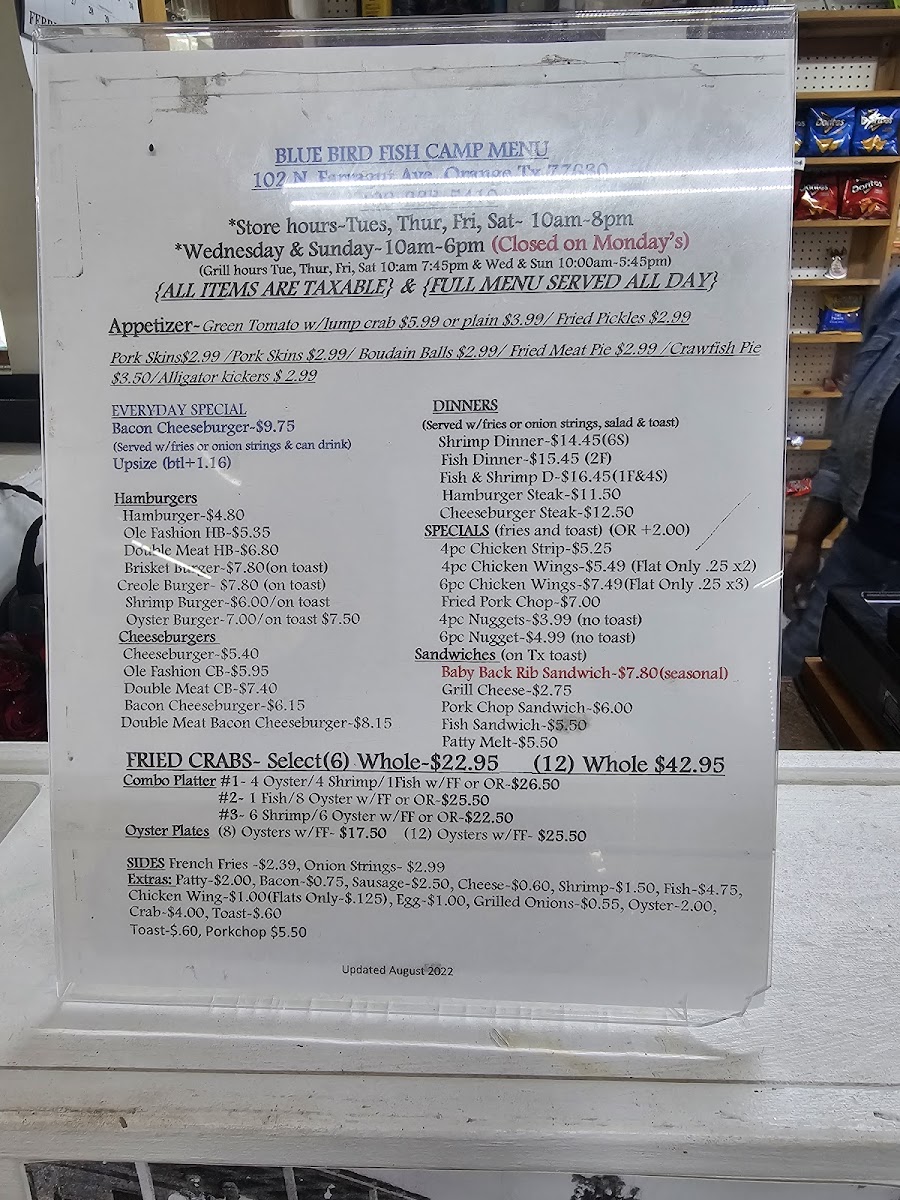 BLUE BIRD FISH CAMP MENU
102 N. Farragut Ave, Orange Tx 77630
*Store hours~Tues, Thur, Fri, Sat~ 10am~8pm
*Wednesday & Sunday~10am~6pm (Closed on Monday's)
(Grill hours Tue, Thur, Fri, Sat 10:am 7:45pm & Wed & Sun 10:00am~5:45pm)
{ALL ITEMS ARE TAXABLE} & {FULL MENU SERVED ALL DAY}
Appetizer~Green Tomato w/lump crab $5.99 or plain $3.99/ Fried Pickles $2.99
Pork Skins$2.99 /Pork Skins $2.99/ Boudain Balls $2.99/ Fried Meat Pie $2.99 /Crawfish Pie
$3.50/Alligator kickers $ 2.99
EVERYDAY SPECIAL
Bacon Cheeseburger~$9.75
(Served w/fries or onion strings & can drink)
Upsize (btl+1.16)
Hamburgers
Hamburger~$4.80
Ole Fashion HB~$5.35
Double Meat HB~$6.80
Brisket Burger~$7.80(on toast)
Creole Burger~ $7.80 (on toast)
Shrimp Burger~$6.00/on toast
Oyster Burger~7.00/on toast $7.50
Cheeseburgers
Cheeseburger~$5.40
Ole Fashion CB~$5.95
Double Meat CB~$7.40
Bacon Cheeseburger~$6.15
Double Meat Bacon Cheeseburger~$8.15
DINNERS
(Served w/fries or onion strings, salad & toast)
Shrimp Dinner~$14.45(6S)
Fish Dinner~$15.45 (2F)
Fish & Shrimp D~$16.45(1F&4S)
Hamburger Steak~$11.50
Cheeseburger Steak~$12.50
SPECIALS (fries and toast) (OR +2.00)
4pc Chicken Strip~$5.25
4pc Chicken Wings~$5.49 (Flat Only .25 x2)
6pc Chicken Wings~$7.49(Flat Only .25 x3)
Fried Pork Chop~$7.00
4pc Nuggets~$3.99 (no toast)
6pc Nugget~$4.99 (no toast)
Sandwiches (on Tx toast)
Baby Back Rib Sandwich~$7.80(seasonal)
Grill Cheese~$2.75
Pork Chop Sandwich~$6.00
Fish Sandwich~$5.50
Patty Melt~$5.50
FRIED CRABS~ Select(6) Whole~$22.95 (12) Whole $42.95
Combo Platter #1~ 4 Oyster/4 Shrimp/1Fish w/FF or OR~$26.50
#2~ 1 Fish/8 Oyster w/FF or OR~$25.50
#3~ 6 Shrimp/6 Oyster w/FF or OR~$22.50
Oyster Plates (8) Oysters w/FF~ $17.50 (12) Oysters w/FF~ $25.50
SIDES French Fries ~$2.39, Onion Strings~ $2.99
Extras: Patty~$2.00, Bacon~$0.75, Sausage~$2.50, Cheese~$0.60, Shrimp~$1.50, Fish~$4.75,
Chicken Wing~$1.00(Flats Only~$.125), Egg~$1.00, Grilled Onions~$0.55, Oyster~2.00,
Crab~$4.00, Toast~$.60
Toast-$.60, Porkchop $5.50
Updated August 2022
Doritos
Doritos
Doritos